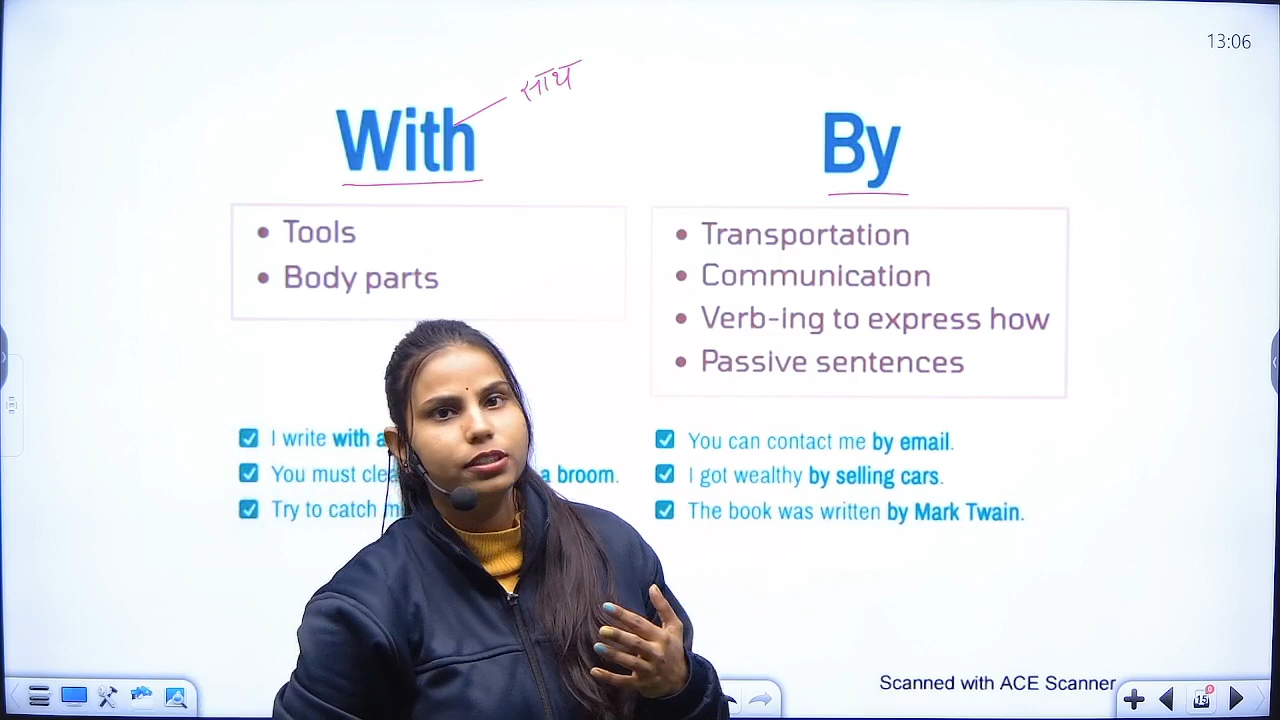 13:06
साथ
With
By
• Tools
• Body parts
• Transportation
• Communication
• Verb-ing to express how
• Passive sentences
I write with a
You must clea a broom.
Try to catch m
You can contact me by email.
I got wealthy by selling cars.
The book was written by Mark Twain.
Scanned with ACE Scanner
15